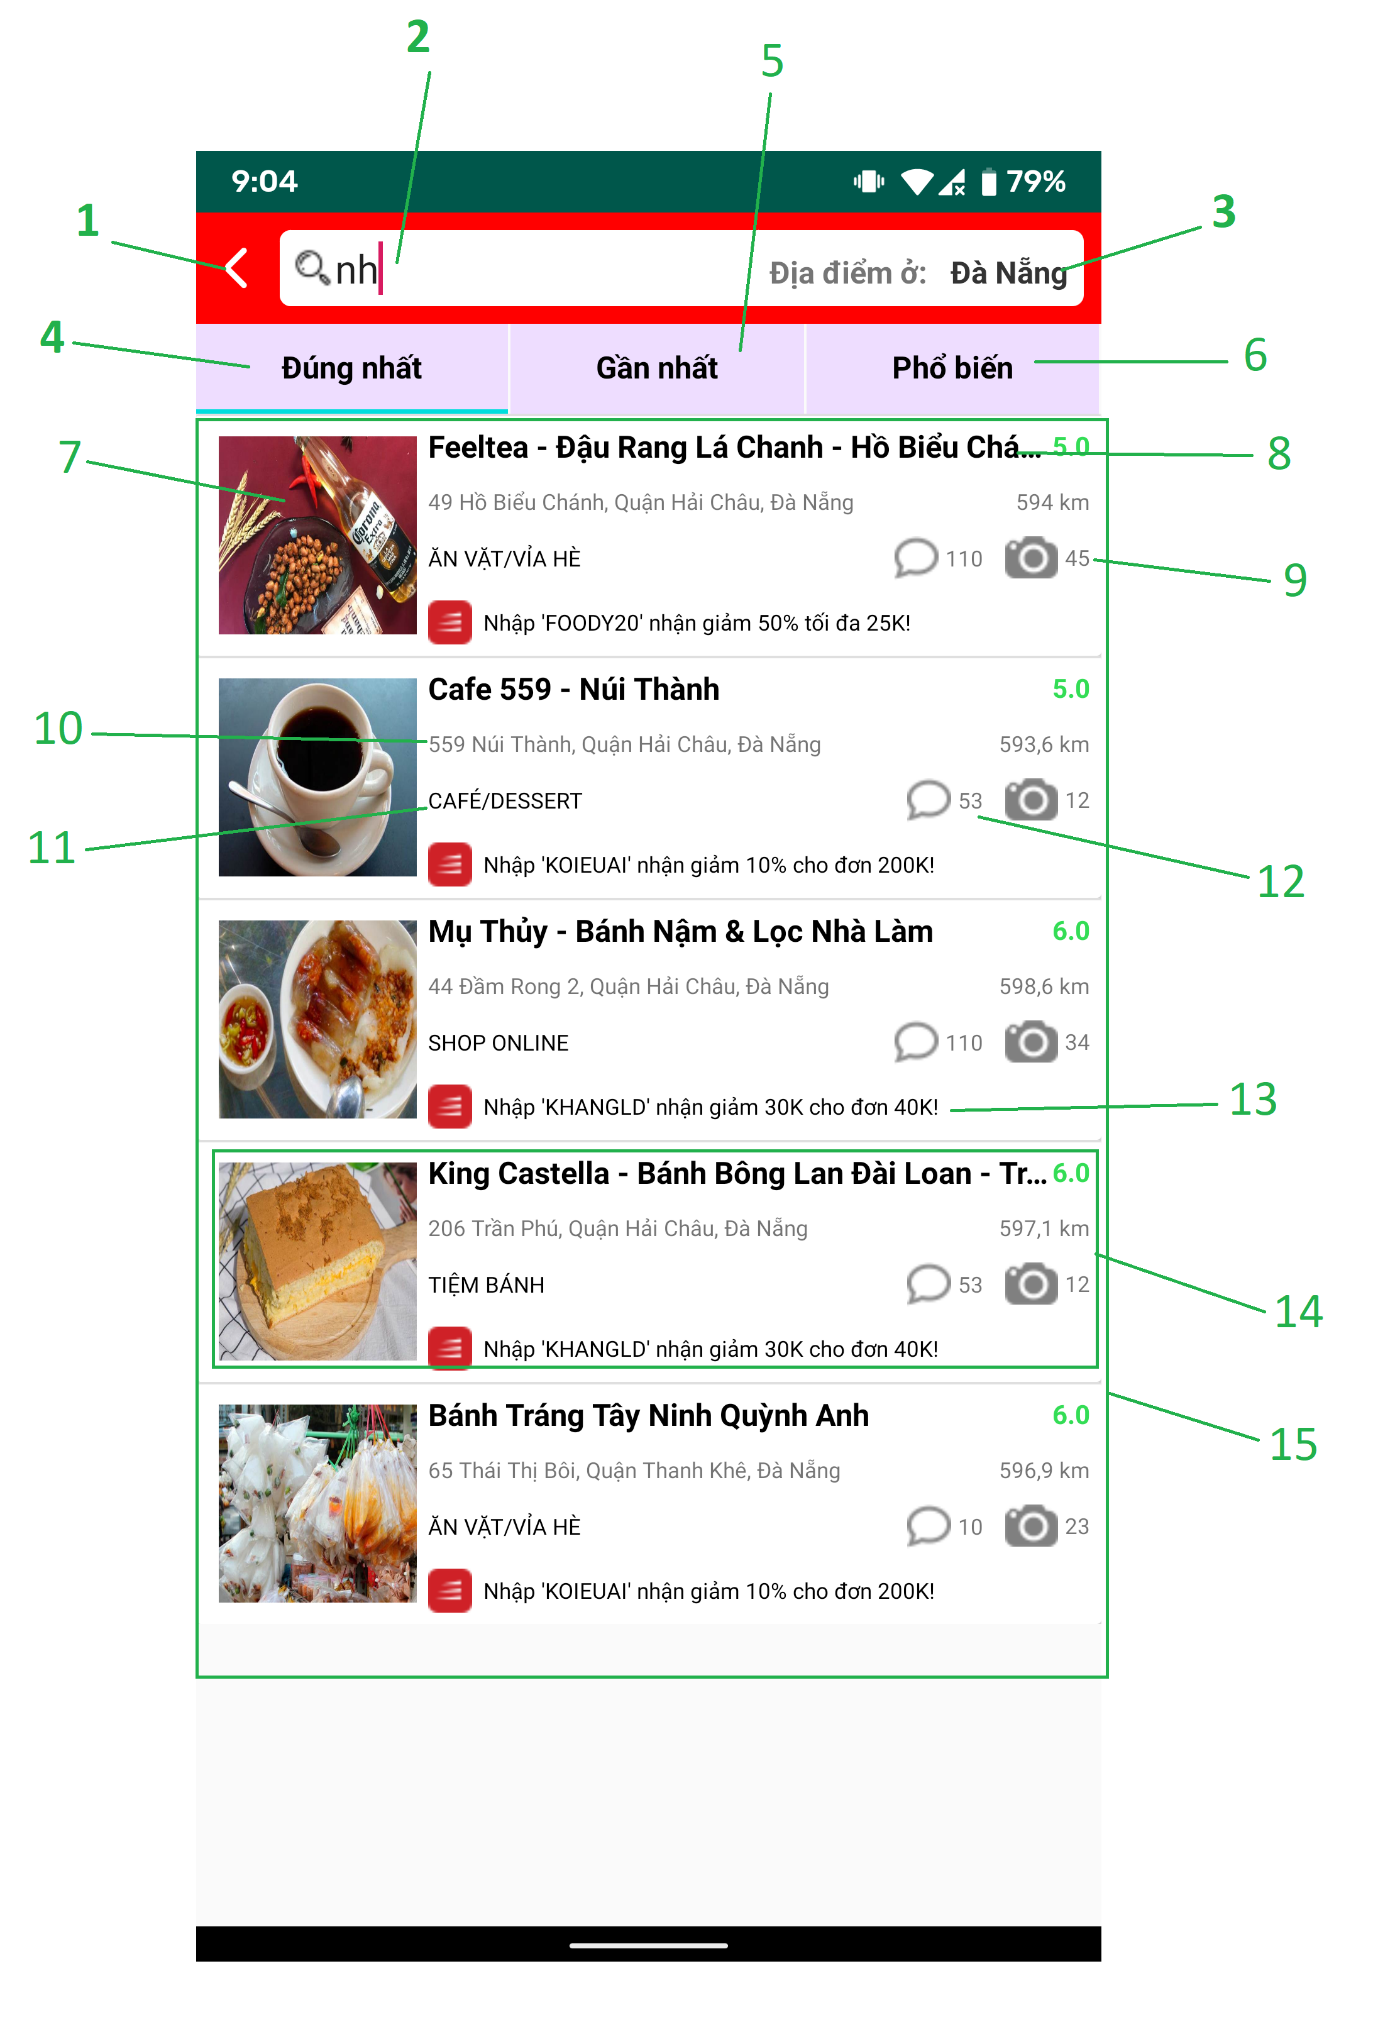 2
5
9:04 79%
1
3
nh Địa điểm ở: Đà Nẵng
4
Đúng nhất Gần nhất Phổ biến
6
7
Feeltea - Đậu Rang Lá Chanh - Hồ Biểu Chá... 5.0
8
49 Hồ Biểu Chánh, Quận Hải Châu, Đà Nẵng 594 km
ĂN VẶT/VỈA HÈ 110 45
9
Nhập 'FOODY20' nhận giảm 50% tối đa 25K!
Corona
Extra
Cafe 559 - Núi Thành 5.0
10
559 Núi Thành, Quận Hải Châu, Đà Nẵng 593,6 km
CAFÉ/DESSERT 53 12
11
12
Nhập 'KOIEUAI' nhận giảm 10% cho đơn 200K!
Mụ Thủy - Bánh Nậm & Lọc Nhà Làm 6.0
44 Đầm Rong 2, Quận Hải Châu, Đà Nẵng 598,6 km
SHOP ONLINE 110 34
Nhập 'KHANGLD' nhận giảm 30K cho đơn 40K!
13
King Castella - Bánh Bông Lan Đài Loan - Tr... 6.0
206 Trần Phú, Quận Hải Châu, Đà Nẵng 597,1 km
TIỆM BÁNH 53 12
14
Nhập 'KHANGLD' nhận giảm 30K cho đơn 40K!
Bánh Tráng Tây Ninh Quỳnh Anh 6.0
15
65 Thái Thị Bôi, Quận Thanh Khê, Đà Nẵng 596,9 km
ĂN VẶT/VỈA HÈ 10 23
Nhập 'KOIEUAI' nhận giảm 10% cho đơn 200K!